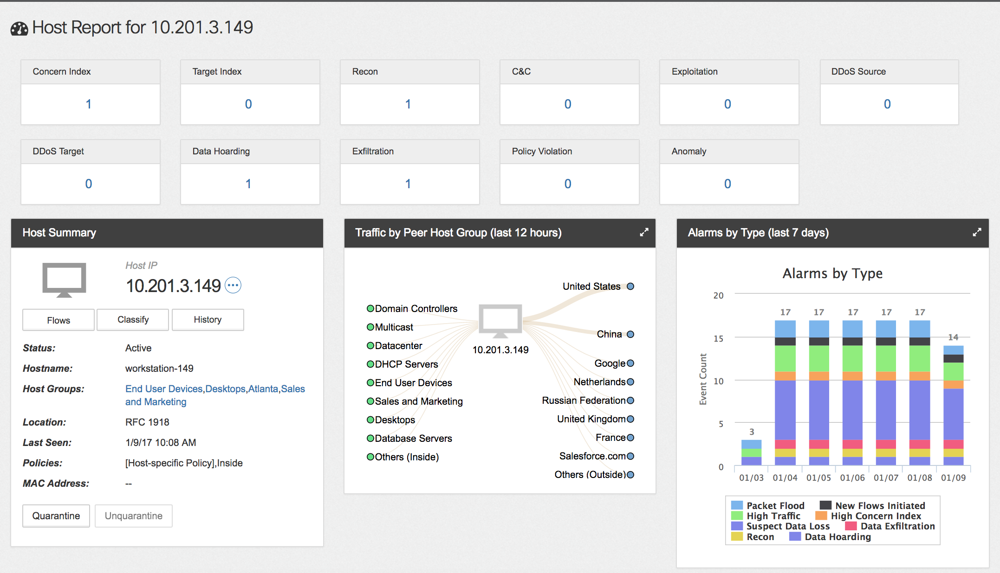 Host Report for 10.201.3.149
Concern Index
1
Target Index
0
Recon
1
C&C
0
Exploitation
0
DDoS Source
0
DDoS Target
0
Data Hoarding
1
Exfiltration
1
Policy Violation
0
Anomaly
0
Host Summary
Host IP
10.201.3.149
Flows
Classify
History
Status: Active
Hostname: workstation-149
Host Groups: End User Devices,Desktops,Atlanta,Sales
and Marketing
Location: RFC 1918
Last Seen: 1/9/17 10:08 AM
Policies: [Host-specific Policy],Inside
MAC Address: --
Quarantine
Unquarantine
Traffic by Peer Host Group (last 12 hours)
Domain Controllers
Multicast
Datacenter
DHCP Servers
End User Devices
Sales and Marketing
Desktops
Database Servers
Others (Inside)
10.201.3.149
United States
China
Google
Netherlands
Russian Federation
United Kingdom
France
Salesforce.com
Others (Outside)
Alarms by Type (last 7 days)
Alarms by Type
Event Count
20
15
10
5
0
3
17
17
17
17
17
14
01/03
01/04
01/05
01/06
01/07
01/08
01/09
Packet Flood
New Flows Initiated
High Traffic
High Concern Index
Suspect Data Loss
Data Exfiltration
Recon
Data Hoarding